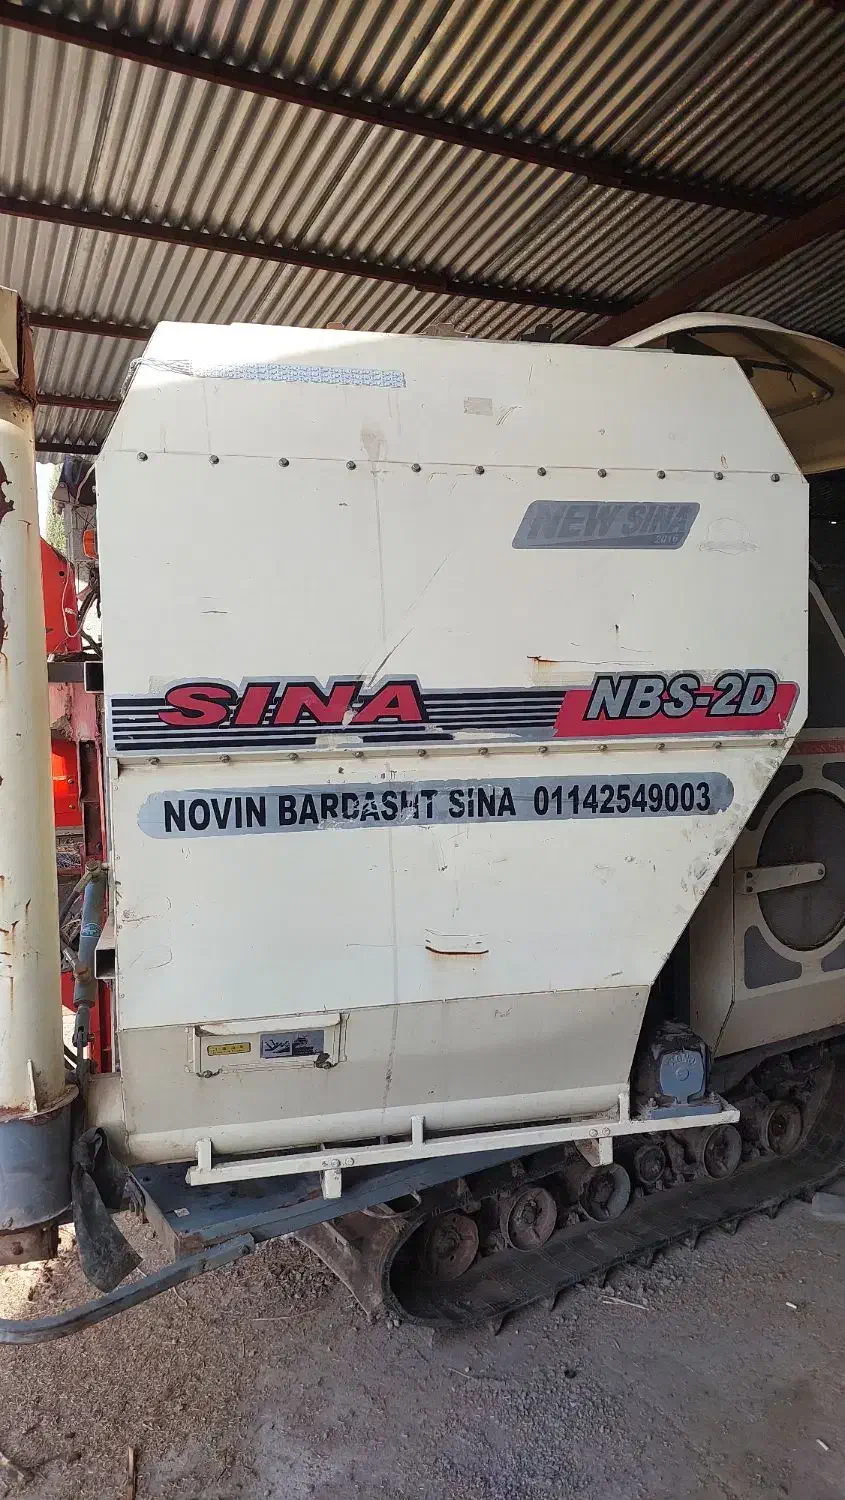 NEW SINA
2016
SINA NBS-2D
NOVIN BARDASHT SINA 01142549003